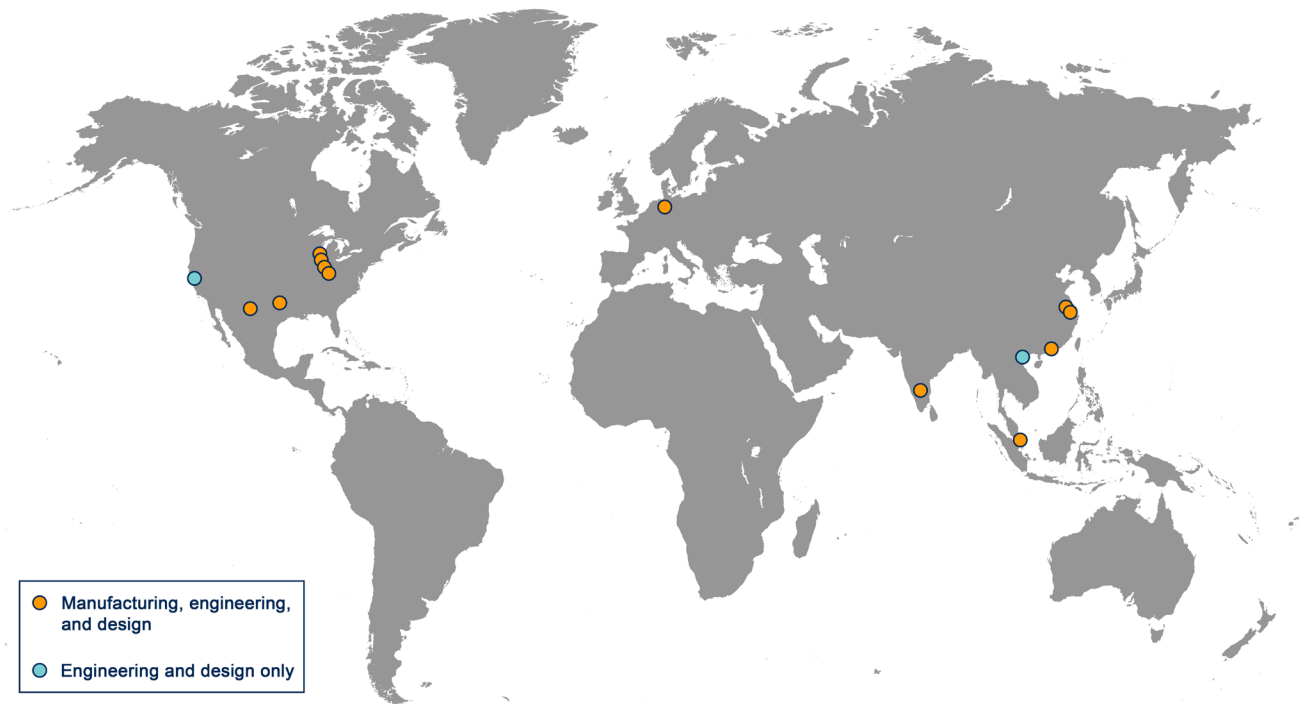 Manufacturing, engineering,
and design
Engineering and design only